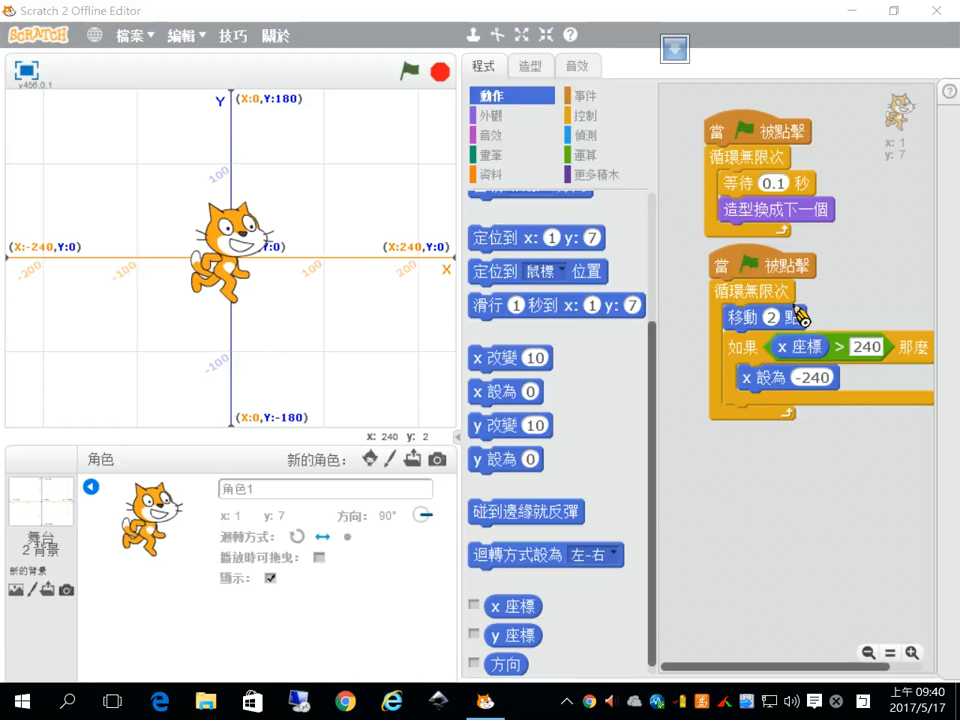 Scratch 2 Offline Editor
SCRATCH 檔案 編輯 技巧 關於
v456.0.1
Y (X:0,Y:180)
100
(X:-240,Y:0) Y:0) (X:240,Y:0)
-200 -100 100 200 X
-100
(X:0,Y:-180)
x: 240 y: 2
程式 造型 音效
動作 事件
外觀 控制
音效 偵測
畫筆 運算
資料 更多積木
定位到 x: 1 y: 7
定位到 鼠標 位置
滑行 1 秒到 x: 1 y: 7
x 改變 10
x 設為 0
y 改變 10
y 設為 0
碰到邊緣就反彈
迴轉方式設為 左-右
x 座標
y 座標
方向
x: 1
y: 7
當 被點擊
循環無限次
等待 0.1 秒
造型換成下一個
當 被點擊
循環無限次
移動 2 點
如果 x 座標 > 240 那麼
x 設為 -240
角色 新的角色:
角色1
x: 1 y: 7 方向: 90°
迴轉方式:
播放時可拖曳:
顯示:
舞台
2 背景
新的背景
上午 09:40
2017/5/17